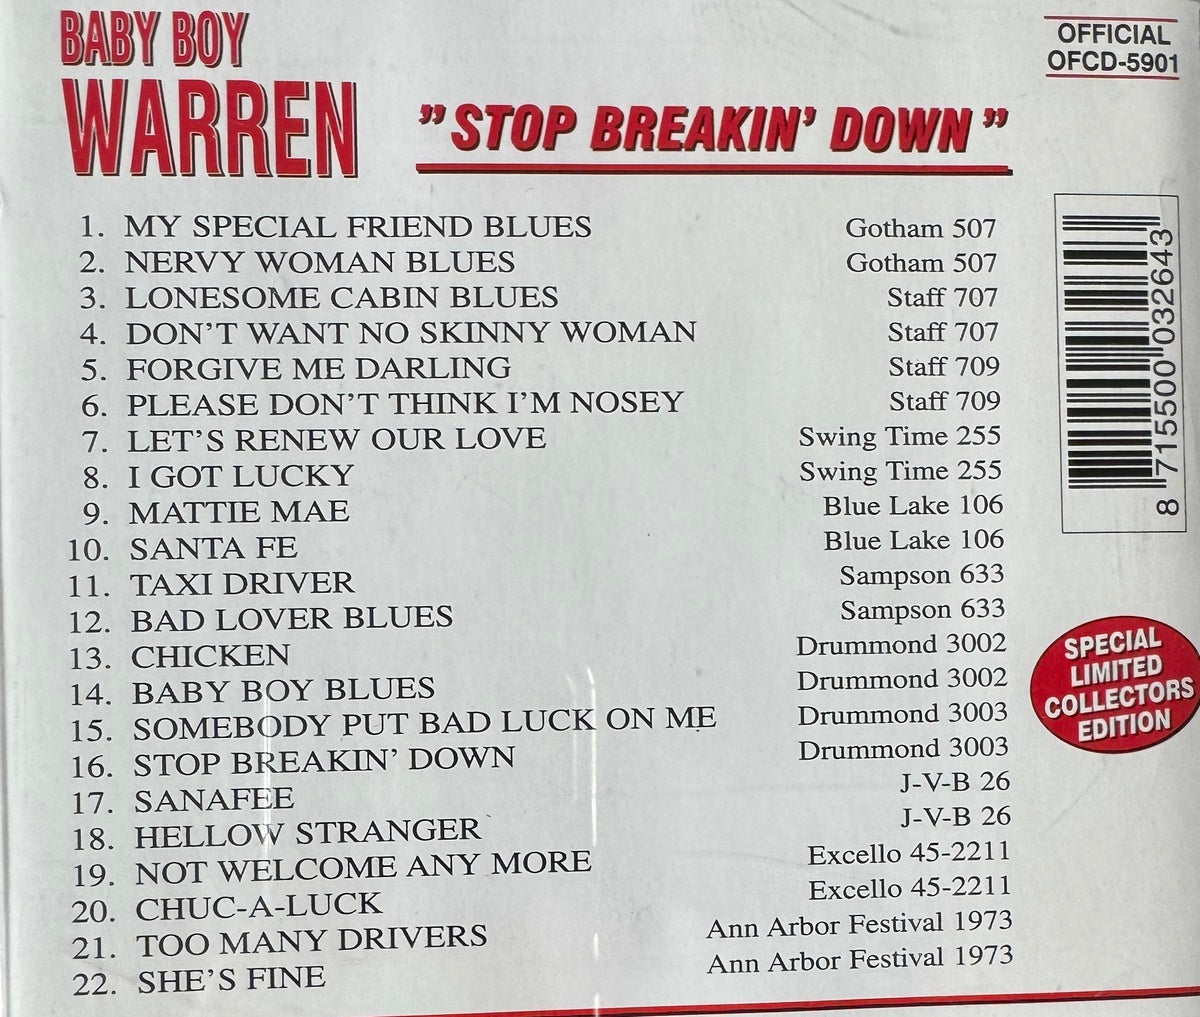 BABY BOY
WARREN
"STOP BREAKIN' DOWN"
OFFICIAL
OFCD-5901
1. MY SPECIAL FRIEND BLUES Gotham 507
2. NERVY WOMAN BLUES Gotham 507
3. LONESOME CABIN BLUES Staff 707
4. DON'T WANT NO SKINNY WOMAN Staff 707
5. FORGIVE ME DARLING Staff 709
6. PLEASE DON'T THINK I'M NOSEY Staff 709
7. LET'S RENEW OUR LOVE Swing Time 255
8. I GOT LUCKY Swing Time 255
9. MATTIE MAE Blue Lake 106
10. SANTA FE Blue Lake 106
11. TAXI DRIVER Sampson 633
12. BAD LOVER BLUES Sampson 633
13. CHICKEN Drummond 3002
14. BABY BOY BLUES Drummond 3002
15. SOMEBODY PUT BAD LUCK ON ME Drummond 3003
16. STOP BREAKIN' DOWN Drummond 3003
17. SANAFEE J-V-B 26
18. HELLOW STRANGER J-V-B 26
19. NOT WELCOME ANY MORE Excello 45-2211
20. CHUC-A-LUCK Excello 45-2211
21. TOO MANY DRIVERS Ann Arbor Festival 1973
22. SHE'S FINE Ann Arbor Festival 1973
8 715500 032643
SPECIAL
LIMITED
COLLECTORS
EDITION